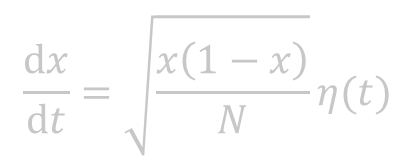 dx/dt = √(x(1 − x)/N) η(t)